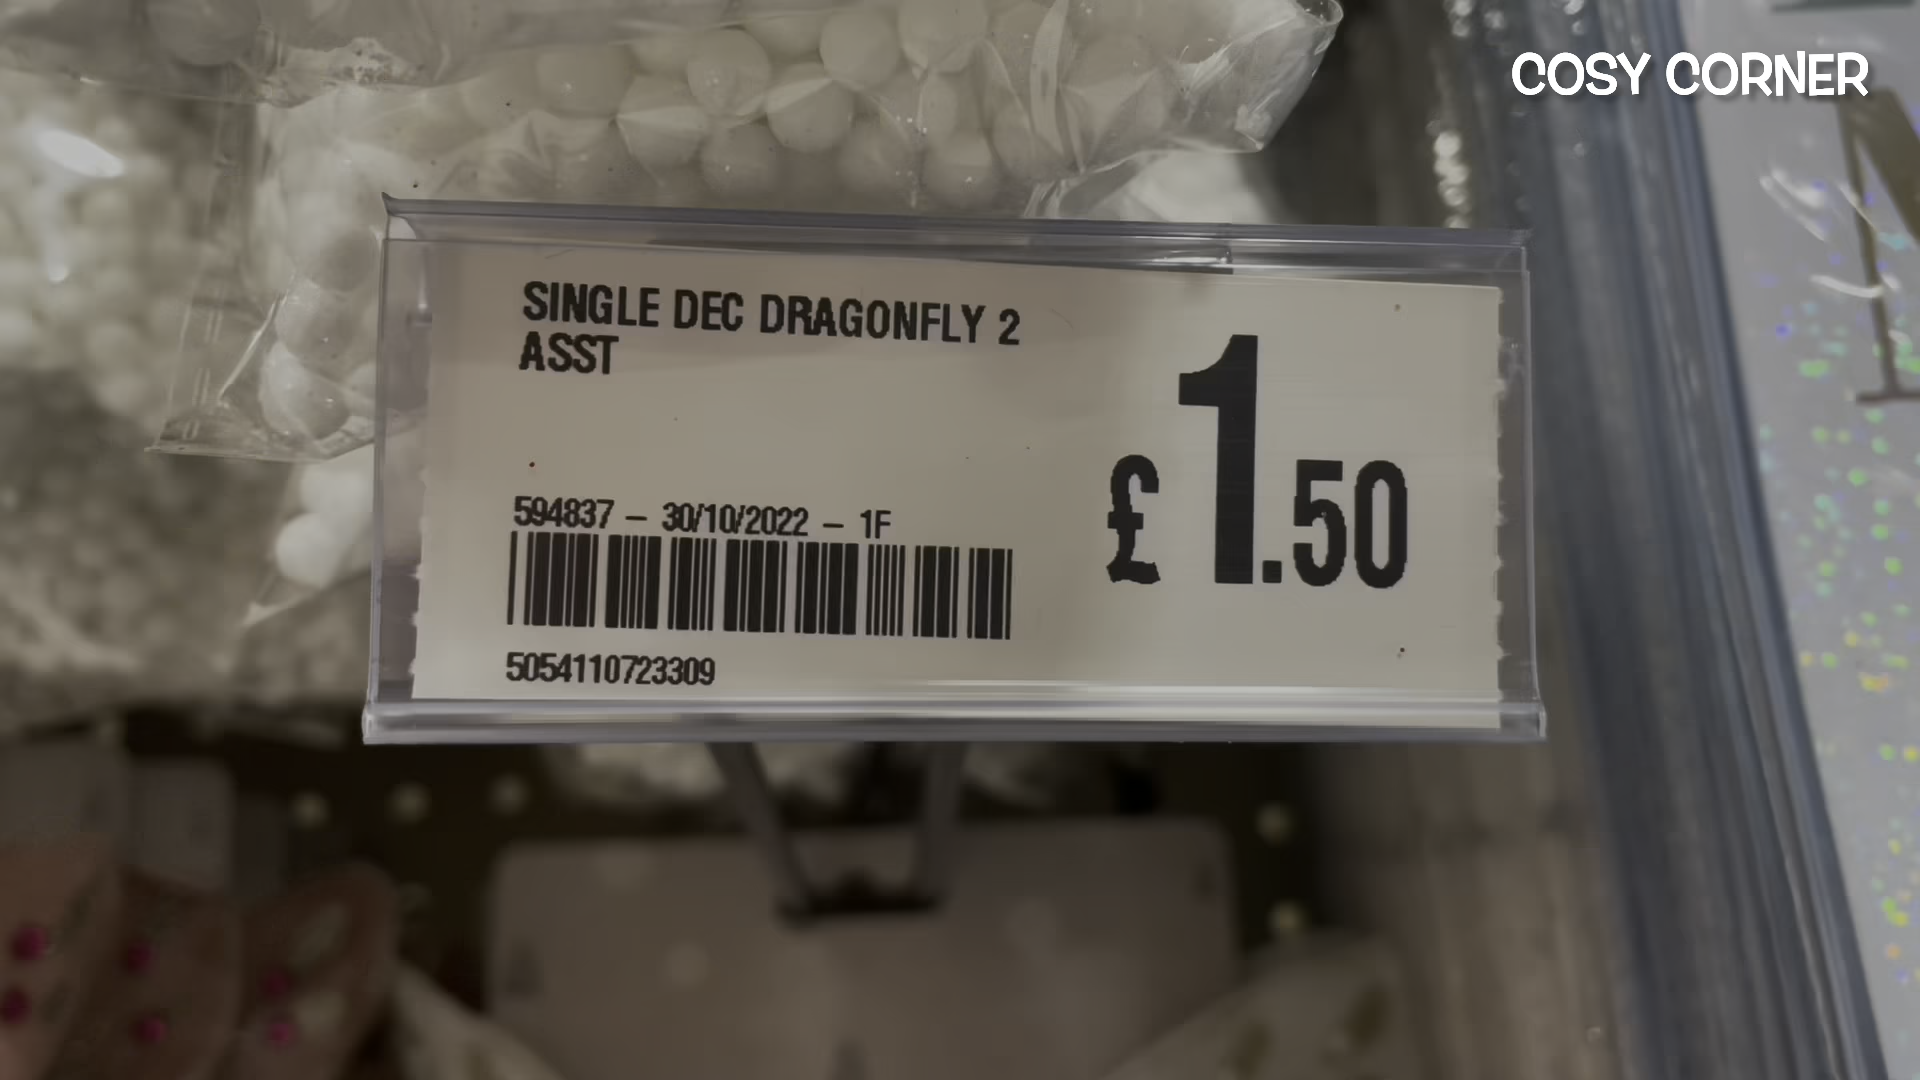 COSY CORNER
SINGLE DEC DRAGONFLY 2
ASST
£1.50
594837 – 30/10/2022 – 1F
5054110723309